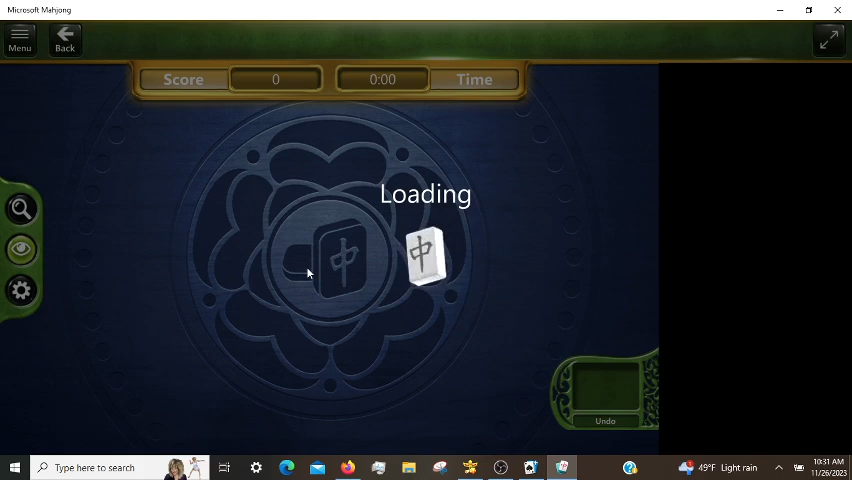 Microsoft Mahjong
Menu
Back
Score 0 0:00 Time
Loading
中
中
Undo
Type here to search
49°F Light rain
10:31 AM
11/26/2023